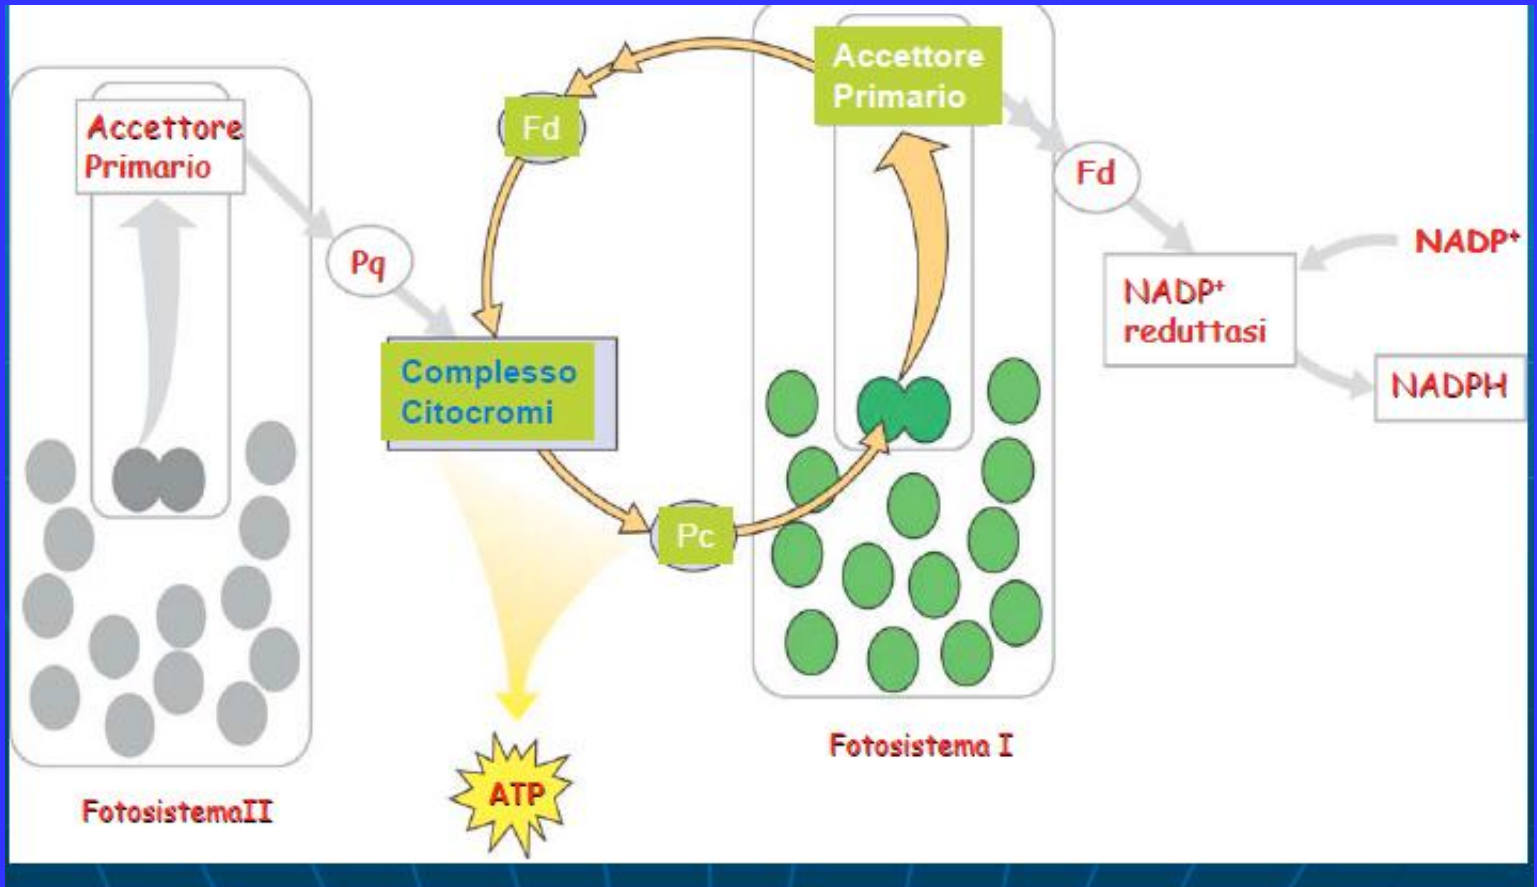 Accettore
Primario
Accettore
Primario
Fd
Fd
Pq
NADP⁺
NADP⁺
reduttasi
NADPH
Complesso
Citocromi
Pc
Fotosistema I
ATP
FotosistemaII